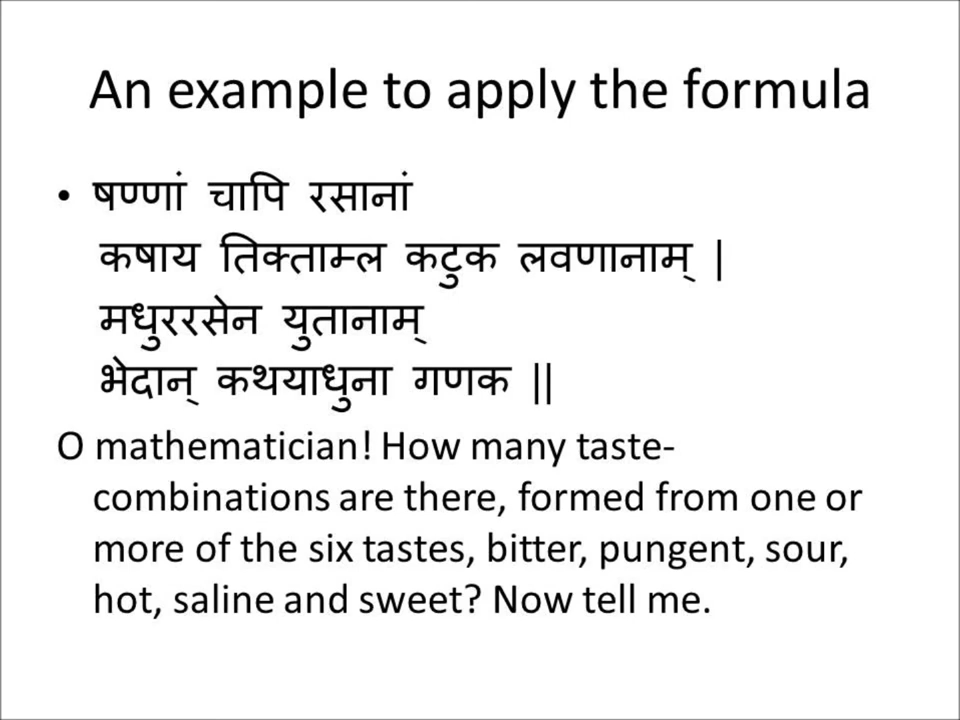 An example to apply the formula
• षण्णां चापि रसानां
कषाय तिक्ताम्ल कटुक लवणानाम् |
मधुररसेन युतानाम्
भेदान् कथयाधुना गणक ||
O mathematician! How many taste-
combinations are there, formed from one or
more of the six tastes, bitter, pungent, sour,
hot, saline and sweet? Now tell me.